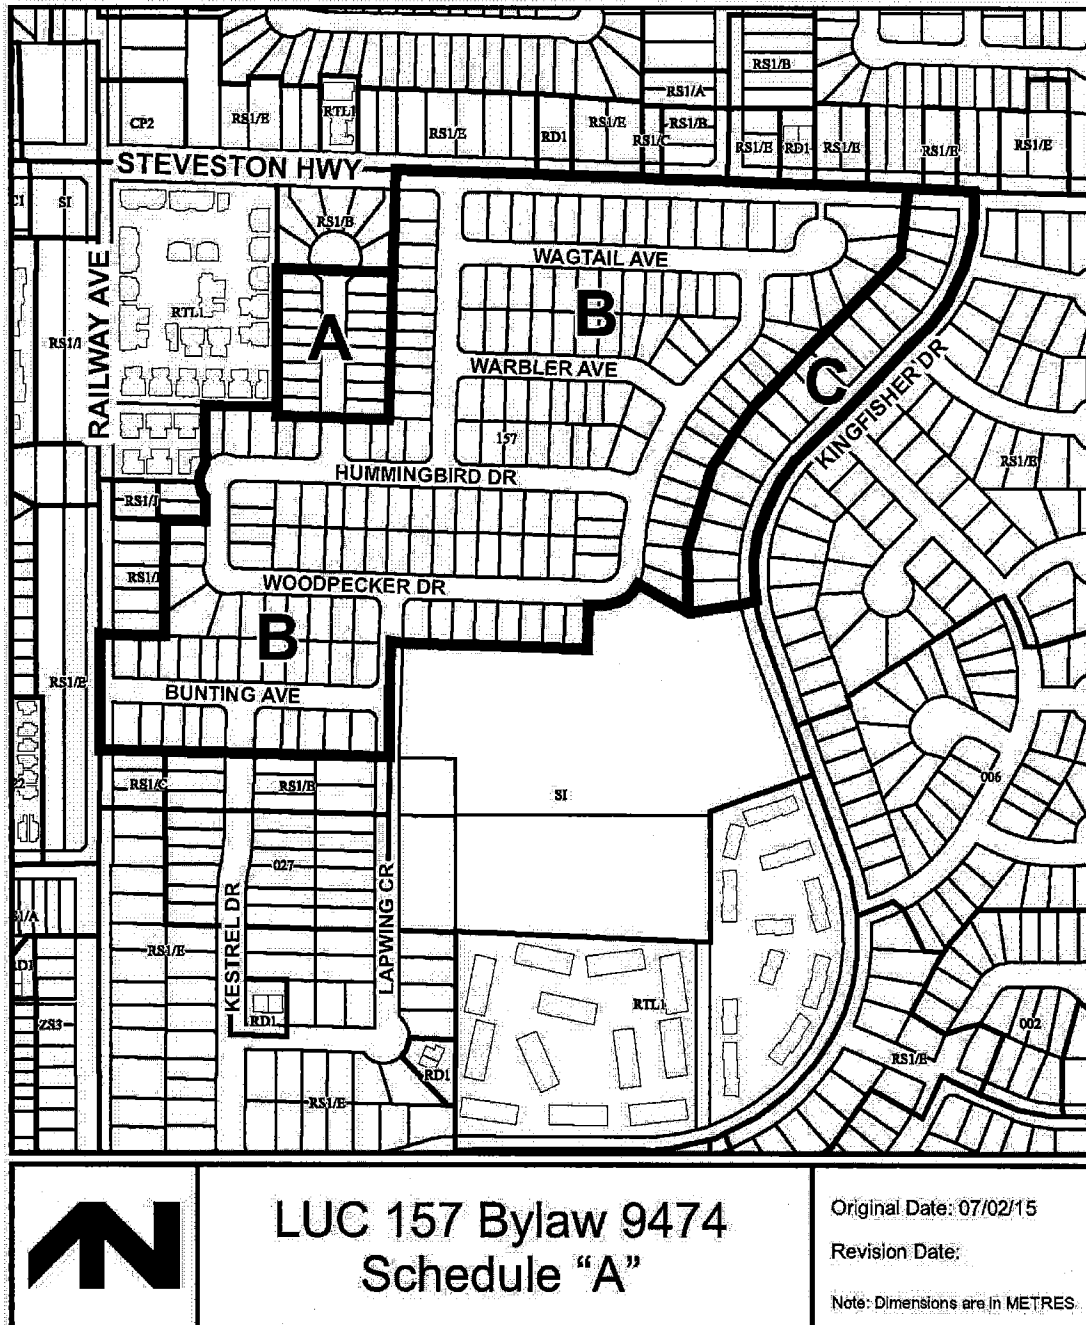 RS1/B
RS1/A
CP2
RS1/E
RTL1
RS1/E
RD1
RS1/E
RS1/C
RS1/B
RS1/E
RD1
RS1/E
RS1/E
RS1/E
STEVESTON HWY
SI
RS1/B
WAGTAIL AVE
RAILWAY AVE
RTL1
A
B
RS1/
WARBLER AVE
C
KINGFISHER DR
157
RS1/E
HUMMINGBIRD DR
RS1/
RS1/
WOODPECKER DR
B
RS1/E
BUNTING AVE
RS1/C
RS1/B
SI
006
027
KESTREL DR
LAPWING CR
RS1/E
RTL1
RD1
ZS3
002
RS1/E
RD1
RS1/E
LUC 157 Bylaw 9474
Schedule “A”
Original Date: 07/02/15
Revision Date:
Note: Dimensions are in METRES